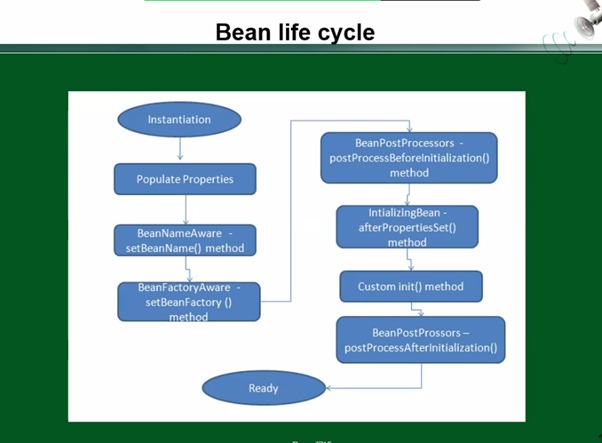 Bean life cycle
Instantiation
Populate Properties
BeanNameAware -
setBeanName() method
BeanFactoryAware -
setBeanFactory ()
method
BeanPostProcessors -
postProcessBeforeInitialization()
method
IntializingBean -
afterPropertiesSet()
method
Custom init() method
BeanPostProssors –
postProcessAfterInitialization()
Ready